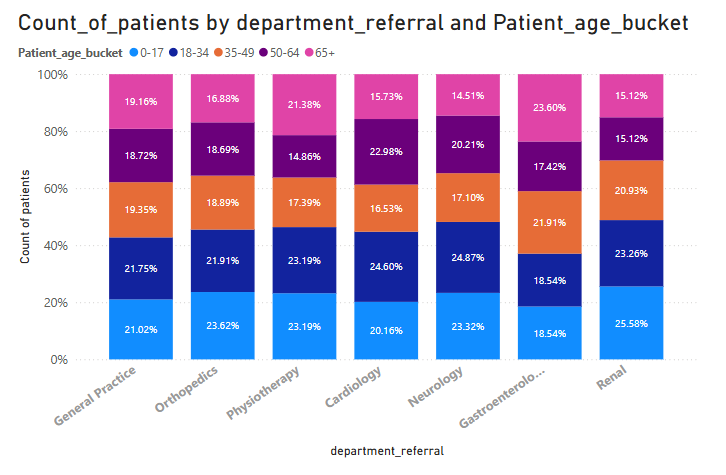 Count_of_patients by department_referral and Patient_age_bucket
Patient_age_bucket 0-17 18-34 35-49 50-64 65+
100%
80%
60%
40%
20%
0%
Count of patients
19.16% 16.88% 21.38% 15.73% 14.51% 23.60% 15.12%
18.72% 18.69% 14.86% 22.98% 20.21% 17.42% 15.12%
19.35% 18.89% 17.39% 16.53% 17.10% 21.91% 20.93%
21.75% 21.91% 23.19% 24.60% 24.87% 18.54% 23.26%
21.02% 23.62% 23.19% 20.16% 23.32% 18.54% 25.58%
General Practice
Orthopedics
Physiotherapy
Cardiology
Neurology
Gastroenterolo...
Renal
department_referral